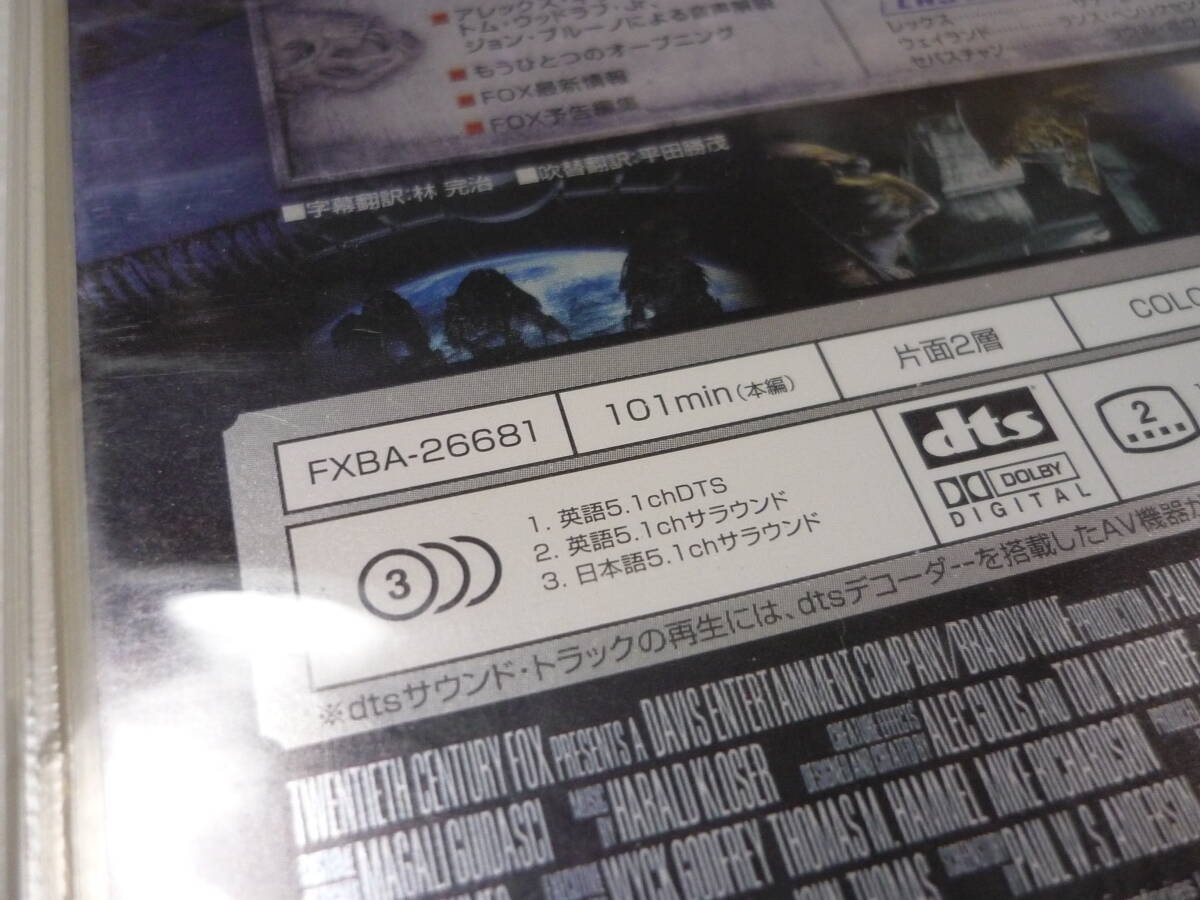 トム・ウッドラフ,Jr.
ジョン・ブルーノによる音声解説
もうひとつのオープニング
FOX最新情報
FOX予告編集
レックス
ウェイランド
セバスチャン
ランス・ヘンリクセン
■字幕翻訳:林 完治 ■吹替翻訳:平田勝茂
FXBA-26681
101min(本編)
片面2層
3
1. 英語5.1chDTS
2. 英語5.1chサラウンド
3. 日本語5.1chサラウンド
dts
DOLBY
DIGITAL
2
※dtsサウンド・トラックの再生には、dtsデコーダーを搭載したAV機器が
TWENTIETH CENTURY FOX PRESENTS A DAVIS ENTERTAINMENT COMPANY/BRANDYWINE PRODUCTION
MAGALI GUIDASCI MUSIC BY HARALD KLOSER CREATURE EFFECTS DESIGNED AND CREATED BY ALEC GILLIS AND TOM WOODRUFF
WYCK GODFREY THOMAS M. HAMMEL MIKE RICHARDSON
JOHN THOMAS PAUL W.S. ANDERSON